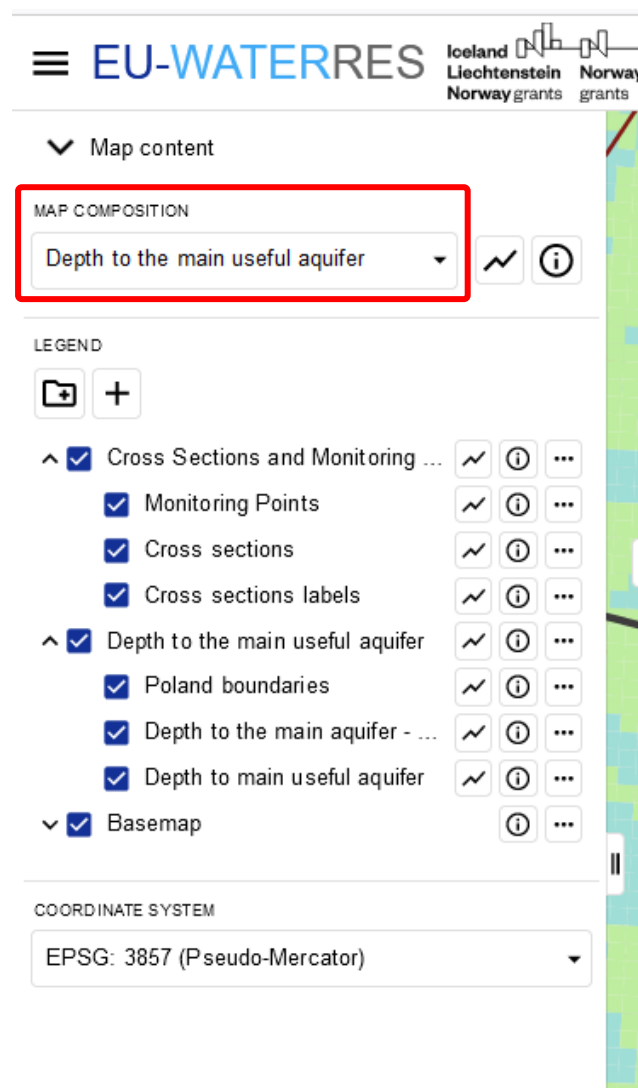 EU-WATERRES
Iceland
Liechtenstein
Norway grants
Norway
grants
Map content
MAP COMPOSITION
Depth to the main useful aquifer
LEGEND
Cross Sections and Monitoring ...
Monitoring Points
Cross sections
Cross sections labels
Depth to the main useful aquifer
Poland boundaries
Depth to the main aquifer - ...
Depth to main useful aquifer
Basemap
COORDINATE SYSTEM
EPSG: 3857 (Pseudo-Mercator)